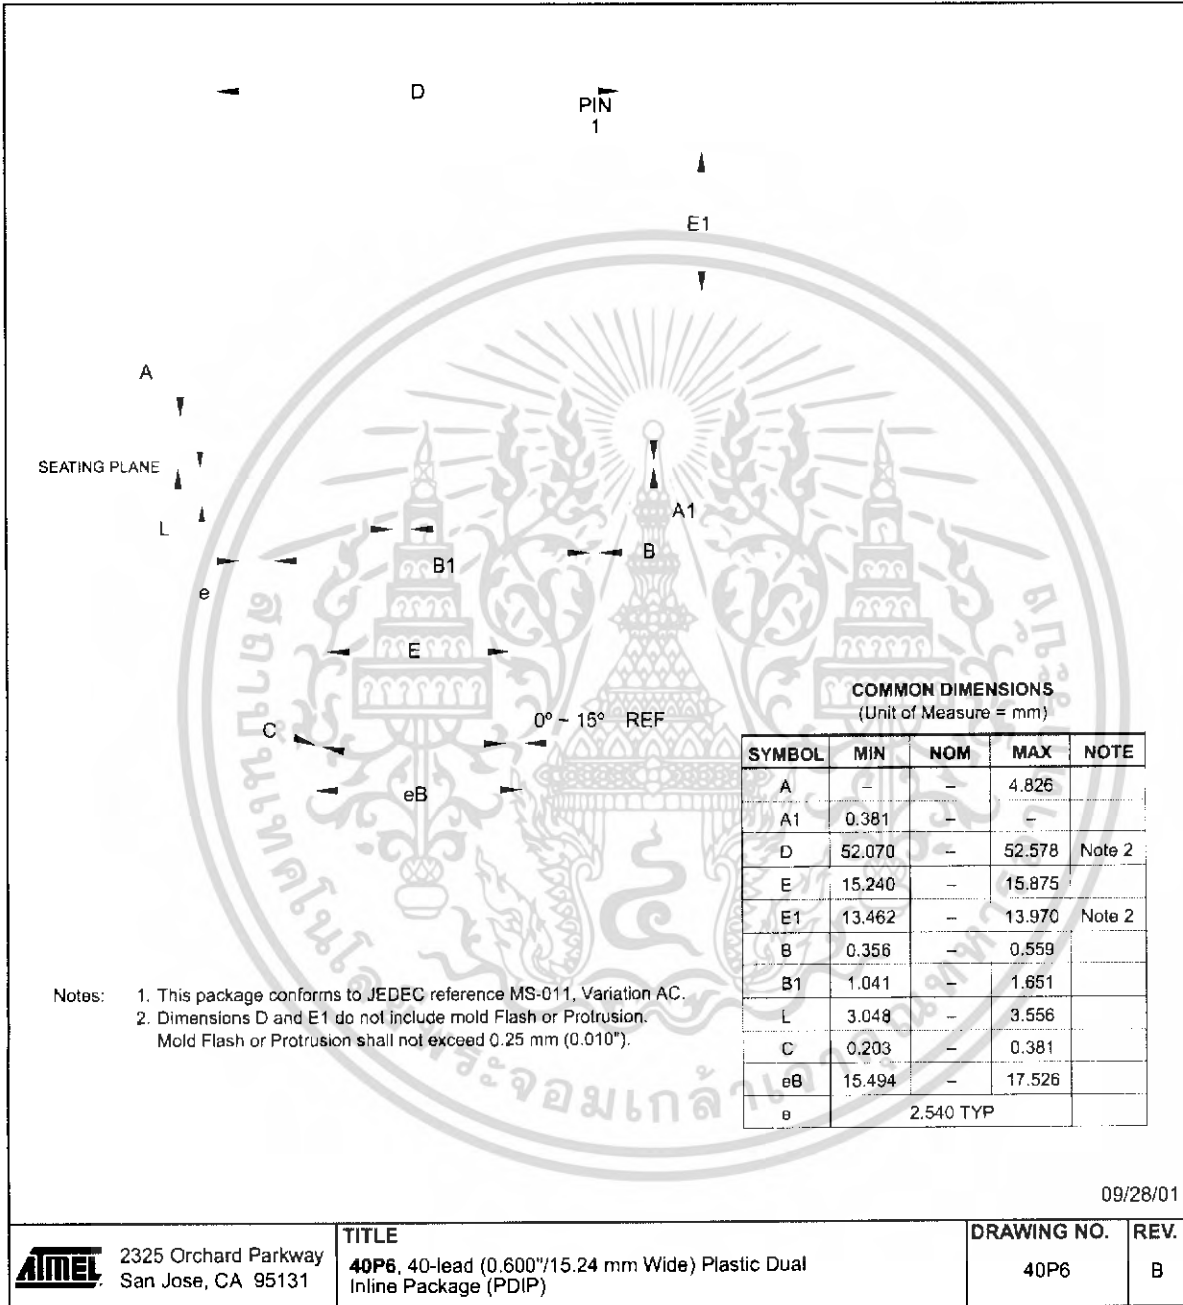 D
PIN
1
E1
A
SEATING PLANE
A1
L
B
B1
e
E
0º ~ 15º REF
C
eB
COMMON DIMENSIONS
(Unit of Measure = mm)
SYMBOL MIN NOM MAX NOTE
A – – 4.826
A1 0.381 – –
D 52.070 – 52.578 Note 2
E 15.240 – 15.875
E1 13.462 – 13.970 Note 2
B 0.356 – 0.559
B1 1.041 – 1.651
L 3.048 – 3.556
C 0.203 – 0.381
eB 15.494 – 17.526
e 2.540 TYP
Notes: 1. This package conforms to JEDEC reference MS-011, Variation AC.
2. Dimensions D and E1 do not include mold Flash or Protrusion.
Mold Flash or Protrusion shall not exceed 0.25 mm (0.010").
09/28/01
ATMEL
2325 Orchard Parkway
San Jose, CA 95131
TITLE
40P6, 40-lead (0.600"/15.24 mm Wide) Plastic Dual
Inline Package (PDIP)
DRAWING NO.
40P6
REV.
B